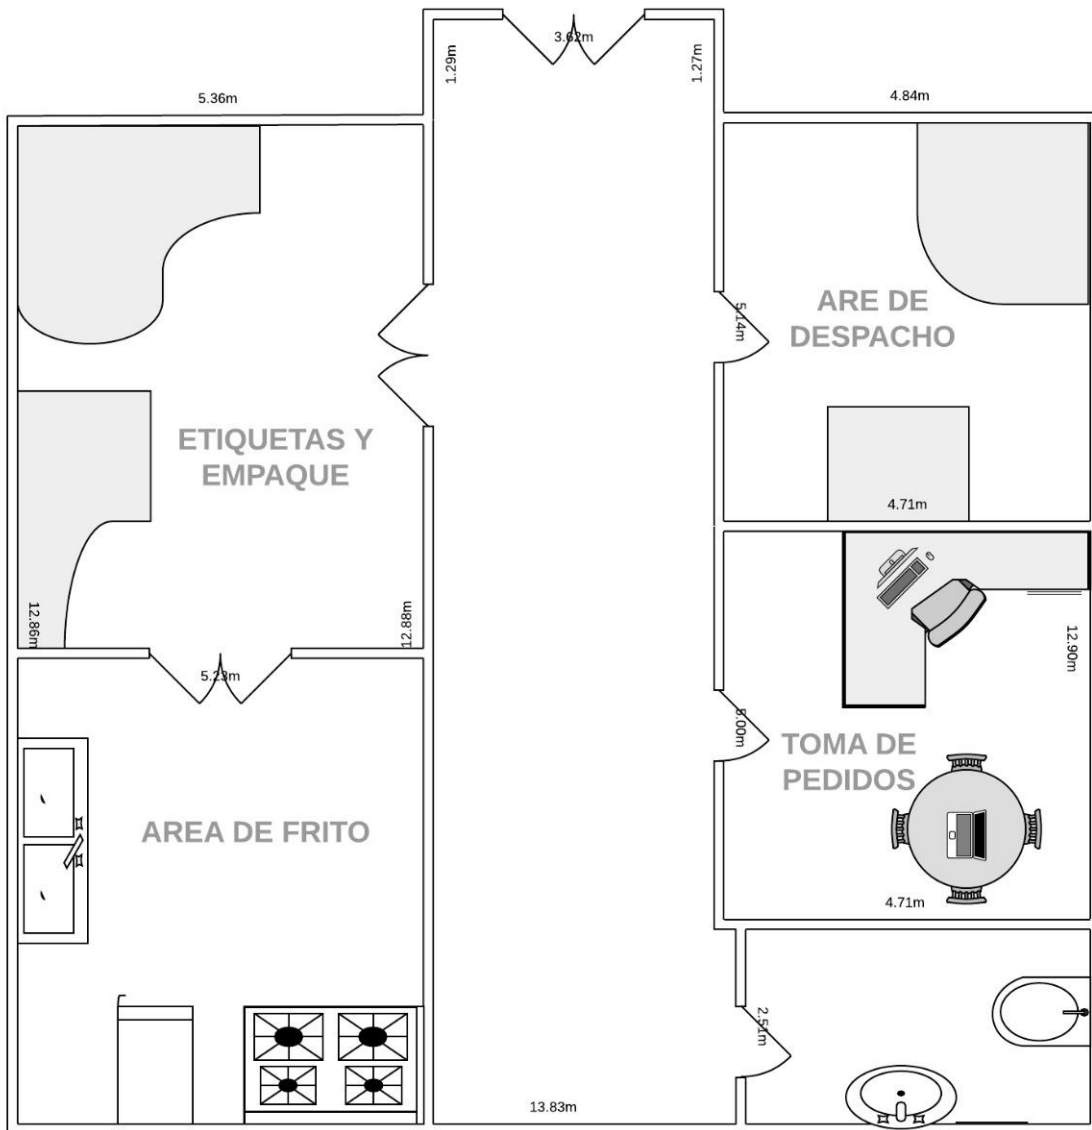 3.62m
1.29m
1.27m
5.36m
4.84m
ARE DE
DESPACHO
5.14m
ETIQUETAS Y
EMPAQUE
4.71m
12.86m
12.88m
12.90m
5.23m
5.00m
TOMA DE
PEDIDOS
AREA DE FRITO
4.71m
2.51m
13.83m